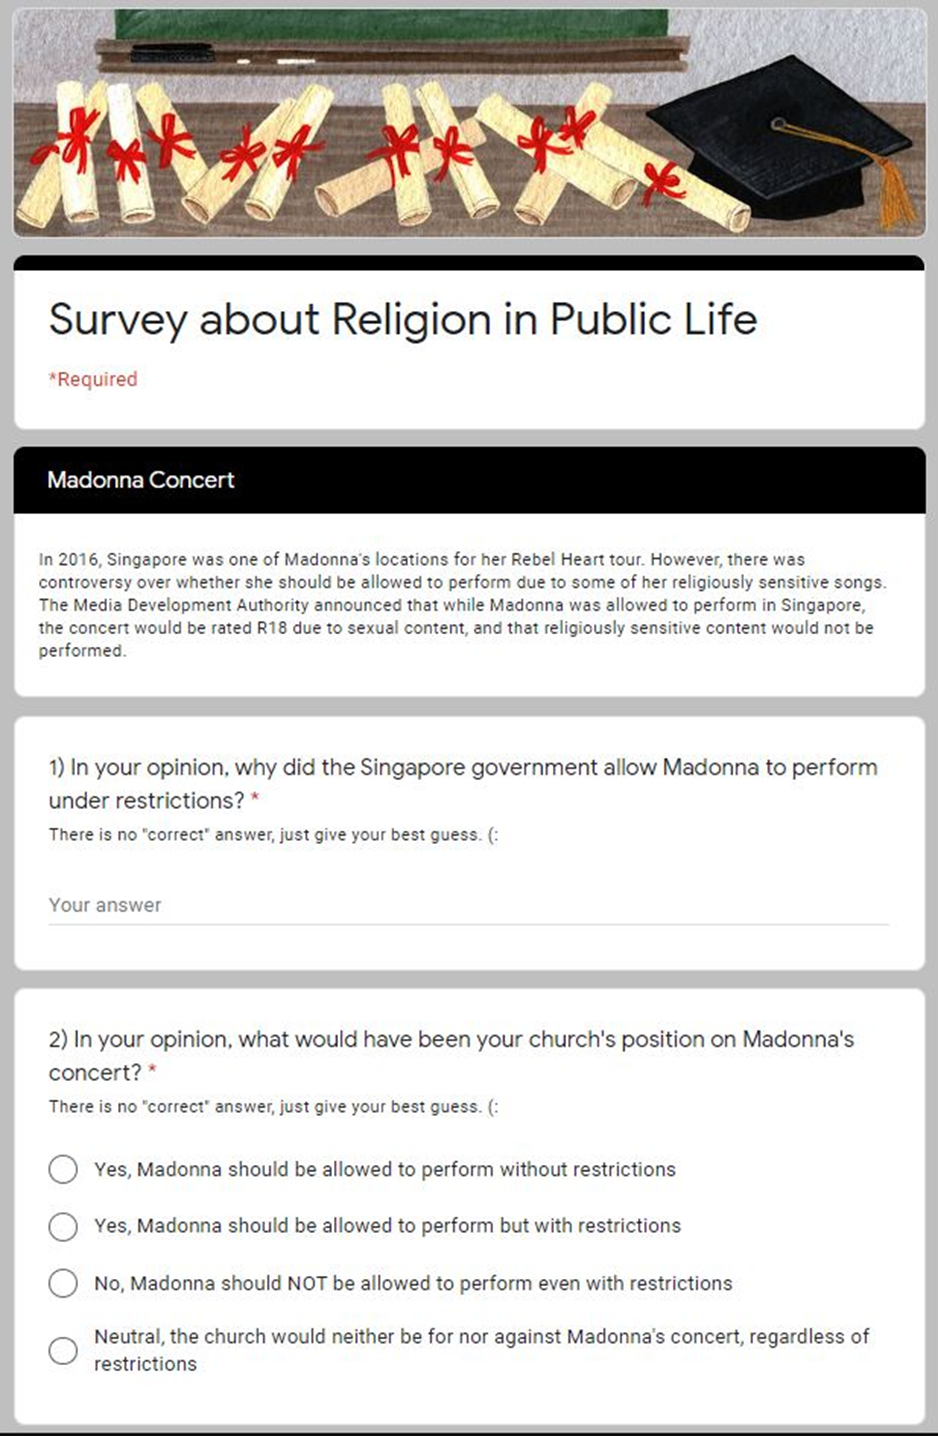 Survey about Religion in Public Life
*Required
Madonna Concert
In 2016, Singapore was one of Madonna's locations for her Rebel Heart tour. However, there was
controversy over whether she should be allowed to perform due to some of her religiously sensitive songs.
The Media Development Authority announced that while Madonna was allowed to perform in Singapore,
the concert would be rated R18 due to sexual content, and that religiously sensitive content would not be
performed.
1) In your opinion, why did the Singapore government allow Madonna to perform
under restrictions? *
There is no "correct" answer, just give your best guess. (:
Your answer
2) In your opinion, what would have been your church's position on Madonna's
concert? *
There is no "correct" answer, just give your best guess. (:
Yes, Madonna should be allowed to perform without restrictions
Yes, Madonna should be allowed to perform but with restrictions
No, Madonna should NOT be allowed to perform even with restrictions
Neutral, the church would neither be for nor against Madonna's concert, regardless of
restrictions